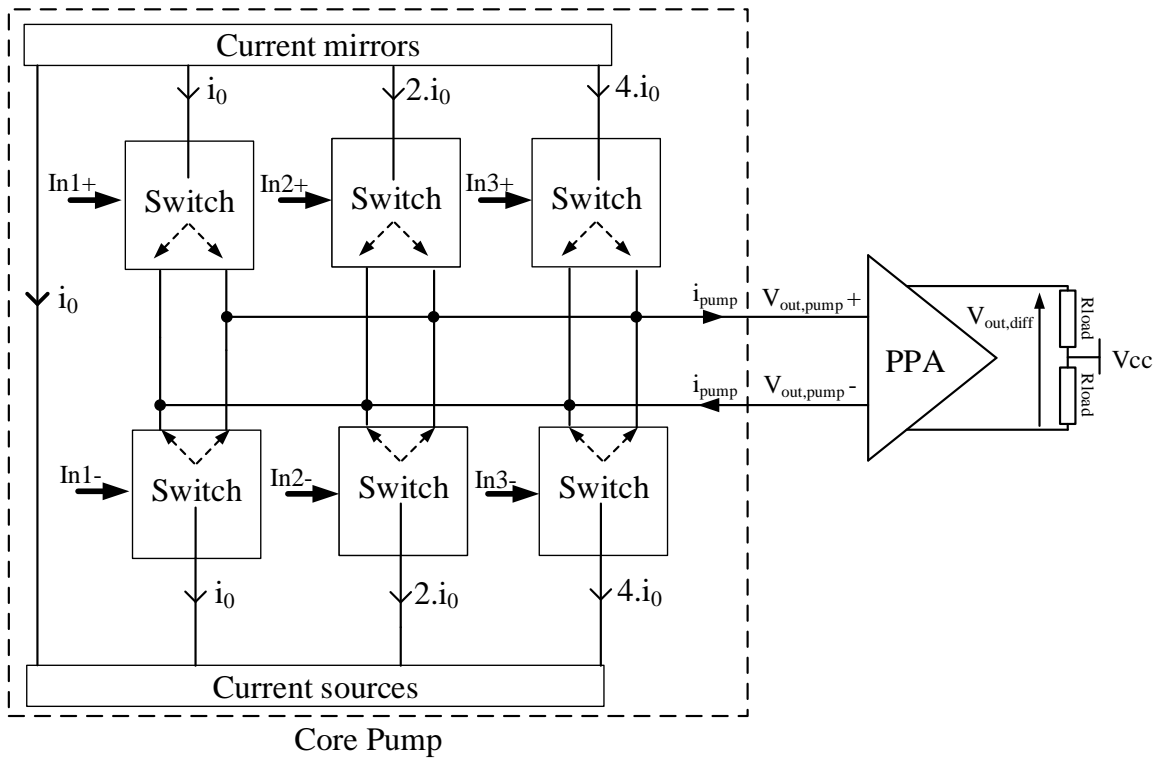 Current mirrors
i0
2.i0
4.i0
In1+
Switch
In2+
Switch
In3+
Switch
i0
ipump
Vout,pump +
Vout,diff
Rload
PPA
Vcc
ipump
Vout,pump -
Rload
In1-
Switch
In2-
Switch
In3-
Switch
i0
2.i0
4.i0
Current sources
Core Pump